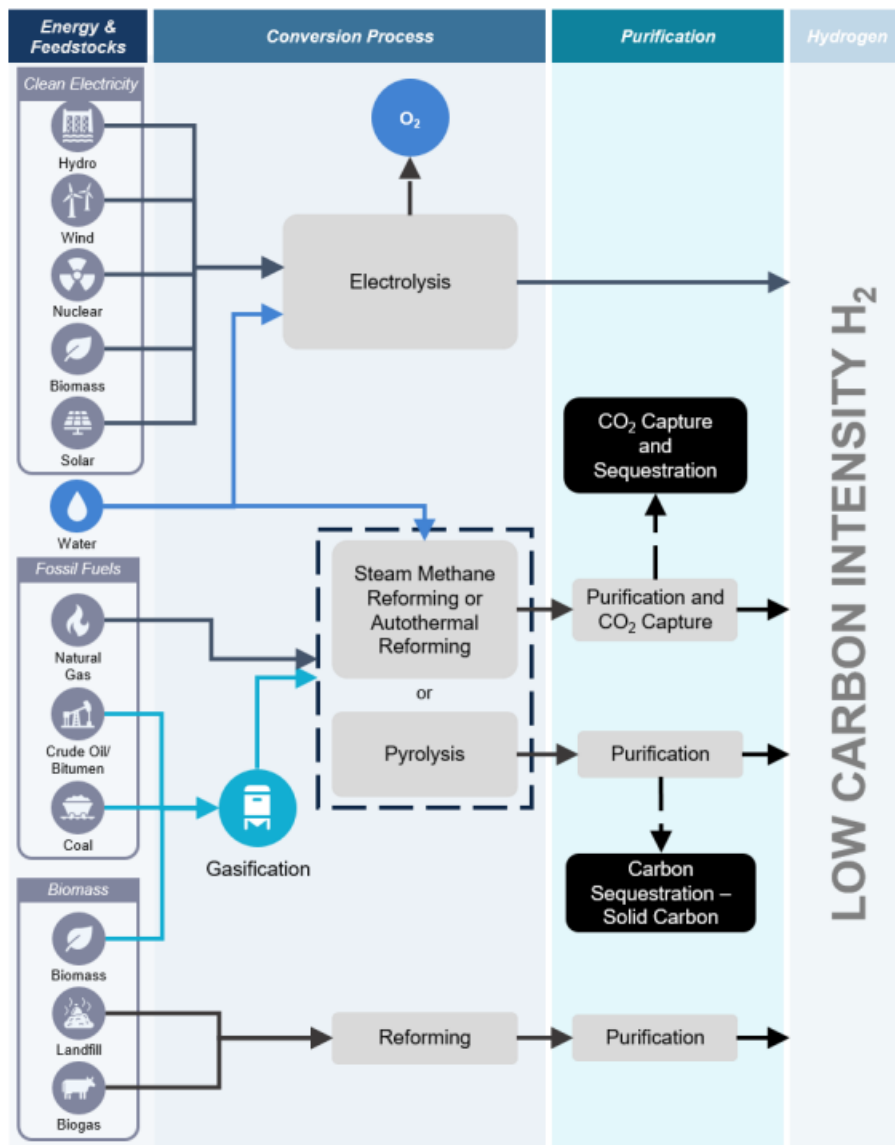 Energy &
Feedstocks
Conversion Process
Purification
Hydrogen
Clean Electricity
Hydro
Wind
Nuclear
Biomass
Solar
Water
Fossil Fuels
Natural
Gas
Crude Oil/
Bitumen
Coal
Biomass
Biomass
Landfill
Biogas
O₂
Electrolysis
Steam Methane
Reforming or
Autothermal
Reforming
or
Pyrolysis
Gasification
Reforming
CO₂ Capture
and
Sequestration
Purification and
CO₂ Capture
Purification
Carbon
Sequestration –
Solid Carbon
Purification
LOW CARBON INTENSITY H₂